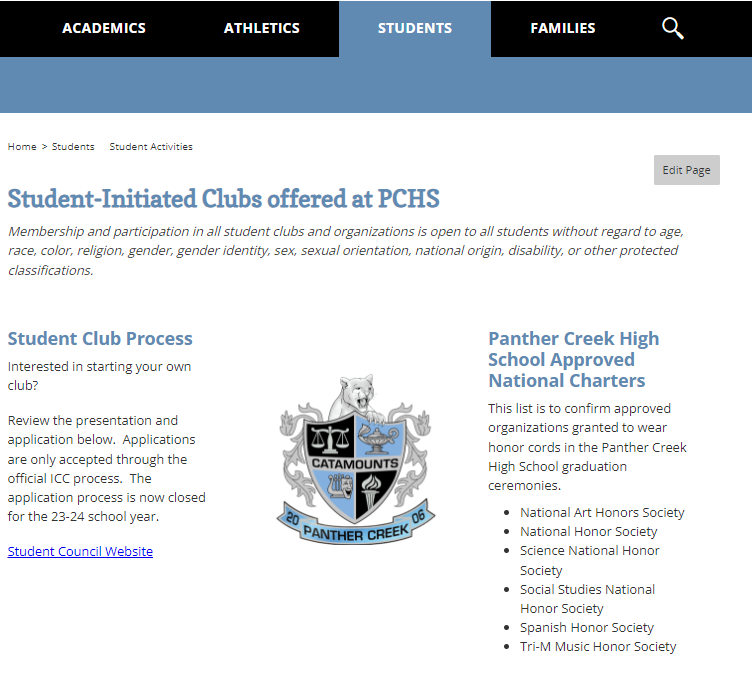 ACADEMICS ATHLETICS STUDENTS FAMILIES
Home > Students Student Activities
Edit Page
Student-Initiated Clubs offered at PCHS
Membership and participation in all student clubs and organizations is open to all students without regard to age,
race, color, religion, gender, gender identity, sex, sexual orientation, national origin, disability, or other protected
classifications.
Student Club Process
Interested in starting your own
club?
Review the presentation and
application below.  Applications
are only accepted through the
official ICC process.  The
application process is now closed
for the 23-24 school year.
Student Council Website
CATAMOUNTS
20 PANTHER CREEK 06
Panther Creek High
School Approved
National Charters
This list is to confirm approved
organizations granted to wear
honor cords in the Panther Creek
High School graduation
ceremonies.
• National Art Honors Society
• National Honor Society
• Science National Honor
Society
• Social Studies National
Honor Society
• Spanish Honor Society
• Tri-M Music Honor Society